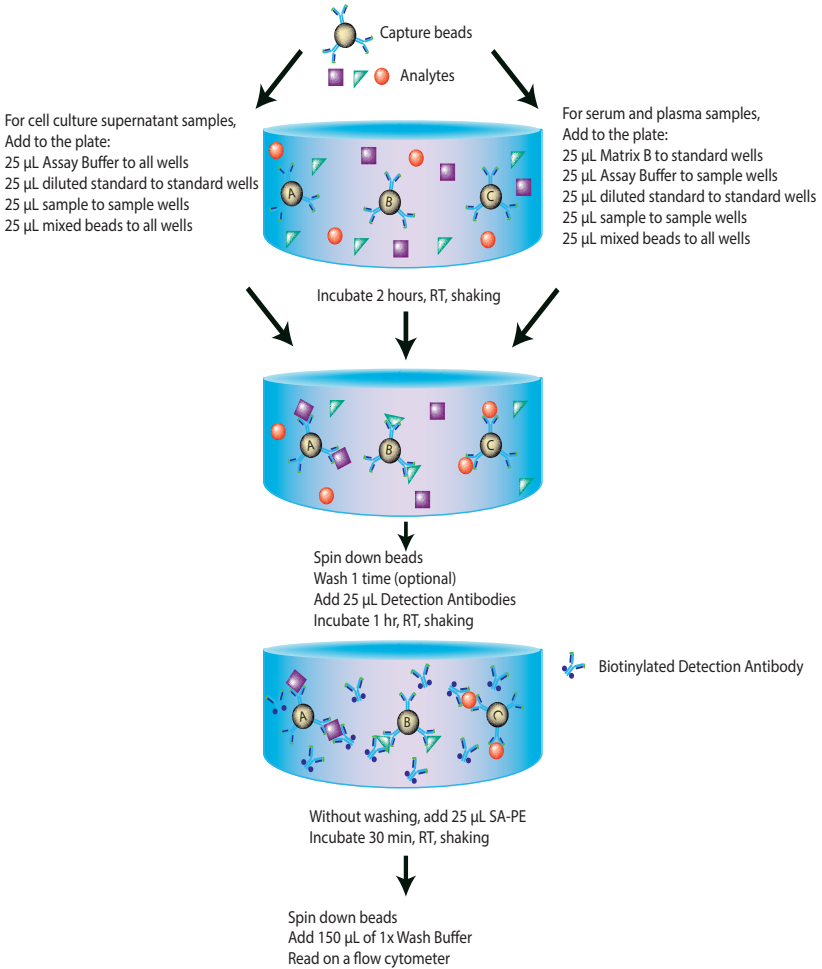 Capture beads
Analytes
For cell culture supernatant samples,
Add to the plate:
25 µL Assay Buffer to all wells
25 µL diluted standard to standard wells
25 µL sample to sample wells
25 µL mixed beads to all wells
For serum and plasma samples,
Add to the plate:
25 µL Matrix B to standard wells
25 µL Assay Buffer to sample wells
25 µL diluted standard to standard wells
25 µL sample to sample wells
25 µL mixed beads to all wells
A
B
C
Incubate 2 hours, RT, shaking
A
B
C
Spin down beads
Wash 1 time (optional)
Add 25 µL Detection Antibodies
Incubate 1 hr, RT, shaking
Biotinylated Detection Antibody
A
B
C
Without washing, add 25 µL SA-PE
Incubate 30 min, RT, shaking
Spin down beads
Add 150 µL of 1x Wash Buffer
Read on a flow cytometer